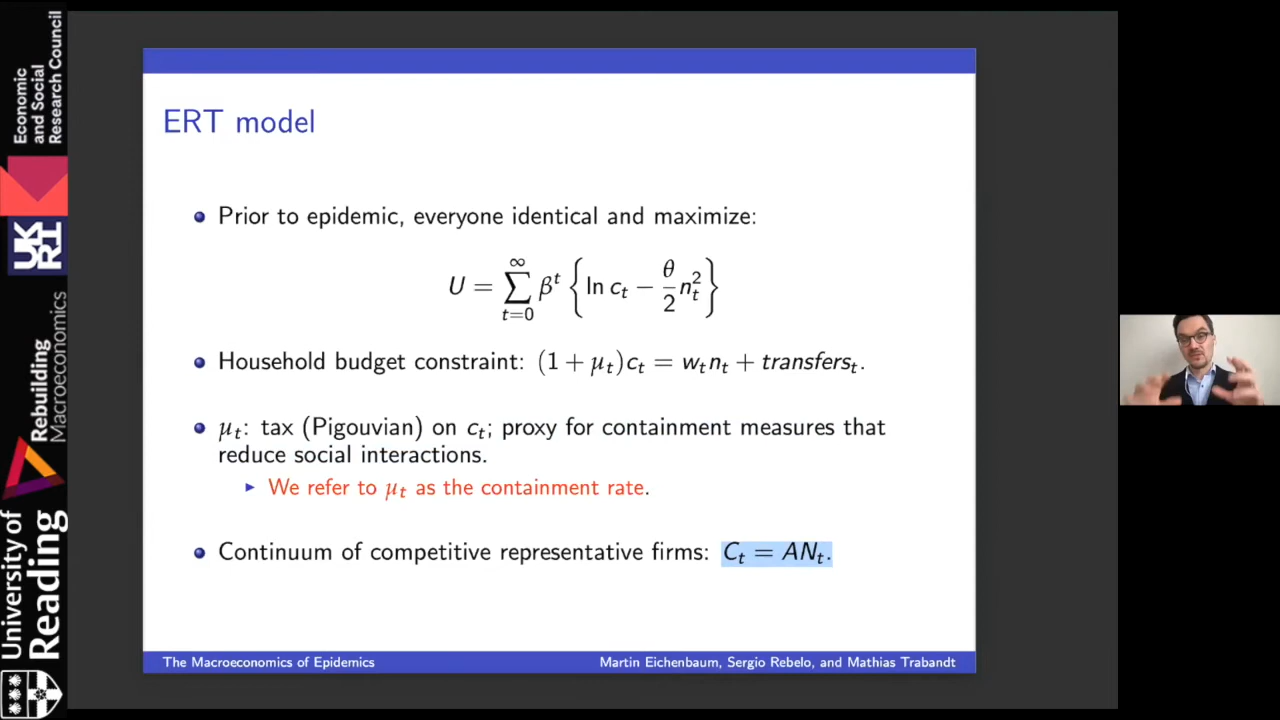 Economic
and Social
Research Council
UKRI
Rebuilding
Macroeconomics
University of
Reading
ERT model
Prior to epidemic, everyone identical and maximize:
U = ∑_{t=0}^{∞} β^t { ln c_t − θ/2 n_t^2 }
Household budget constraint: (1 + μ_t)c_t = w_t n_t + transfers_t.
μ_t: tax (Pigouvian) on c_t; proxy for containment measures that
reduce social interactions.
We refer to μ_t as the containment rate.
Continuum of competitive representative firms: C_t = AN_t.
The Macroeconomics of Epidemics
Martin Eichenbaum, Sergio Rebelo, and Mathias Trabandt